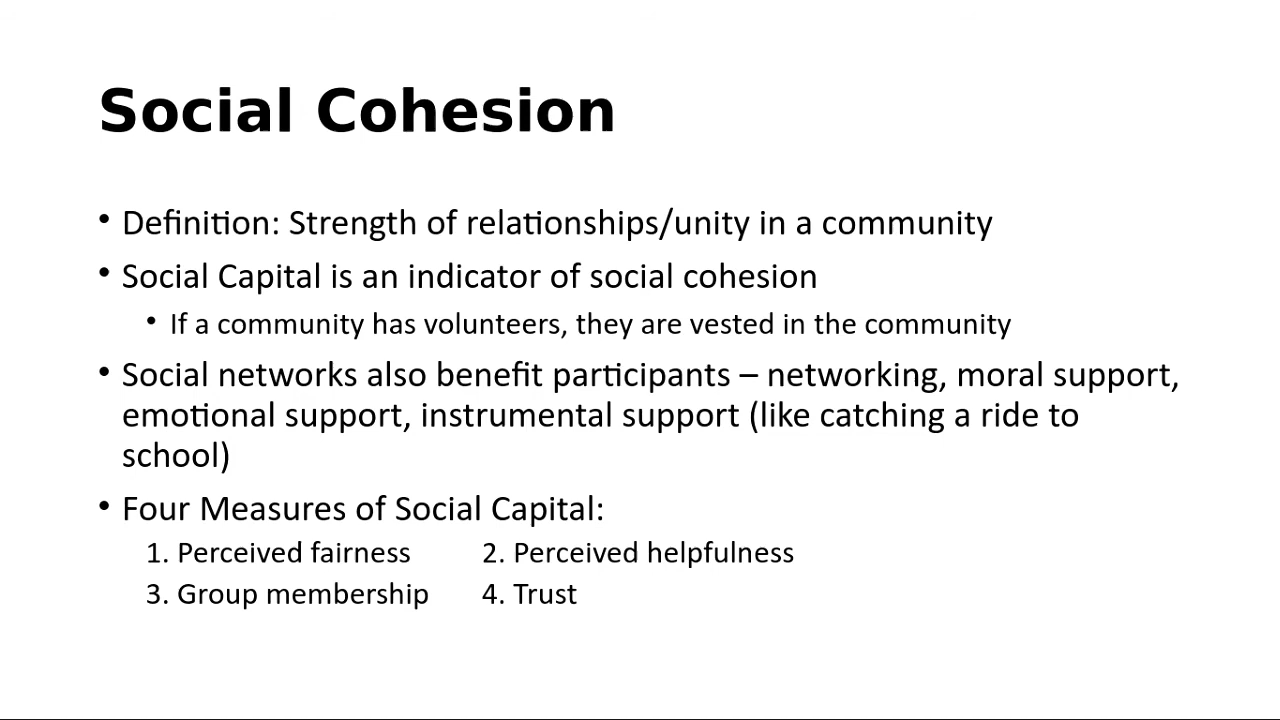 Social Cohesion
• Definition: Strength of relationships/unity in a community
• Social Capital is an indicator of social cohesion
• If a community has volunteers, they are vested in the community
• Social networks also benefit participants – networking, moral support,
emotional support, instrumental support (like catching a ride to
school)
• Four Measures of Social Capital:
1. Perceived fairness 2. Perceived helpfulness
3. Group membership 4. Trust